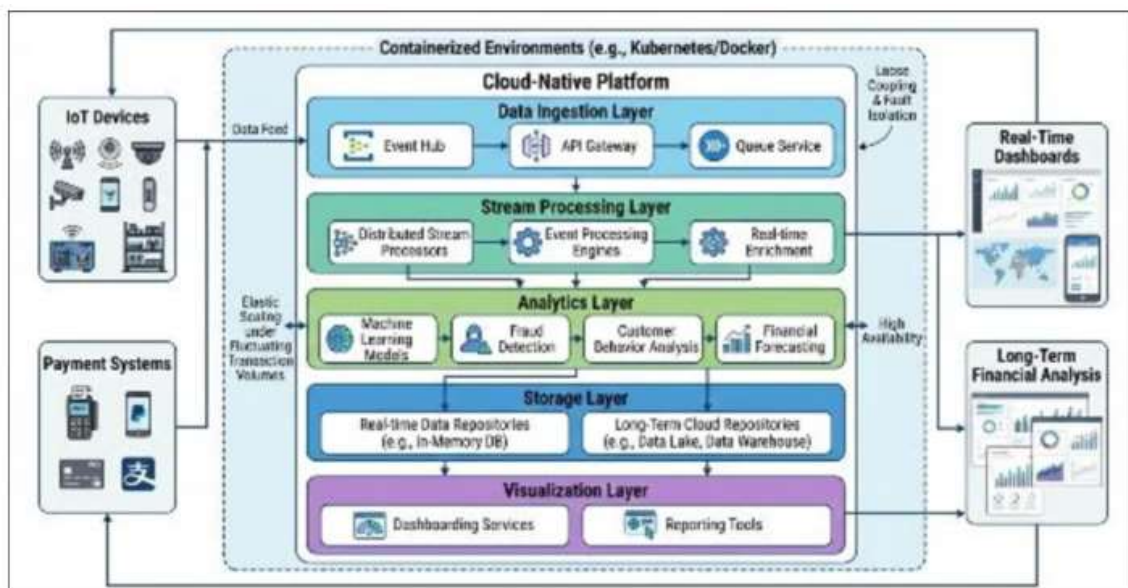 Containerized Environments (e.g., Kubernetes/Docker)
Cloud-Native Platform
IoT Devices
Data Feed
Data Ingestion Layer
Event Hub
API Gateway
Queue Service
Loose
Coupling
& Fault
Isolation
Real-Time
Dashboards
Stream Processing Layer
Distributed Stream
Processors
Event Processing
Engines
Real-time
Enrichment
Elastic
Scaling
under
Fluctuating
Transaction
Volumes
Analytics Layer
Machine
Learning
Models
Fraud
Detection
Customer
Behavior Analysis
Financial
Forecasting
High
Availability
Payment Systems
Long-Term
Financial Analysis
Storage Layer
Real-time Data Repositories
(e.g., In-Memory DB)
Long-Term Cloud Repositories
(e.g., Data Lake, Data Warehouse)
Visualization Layer
Dashboarding Services
Reporting Tools
支